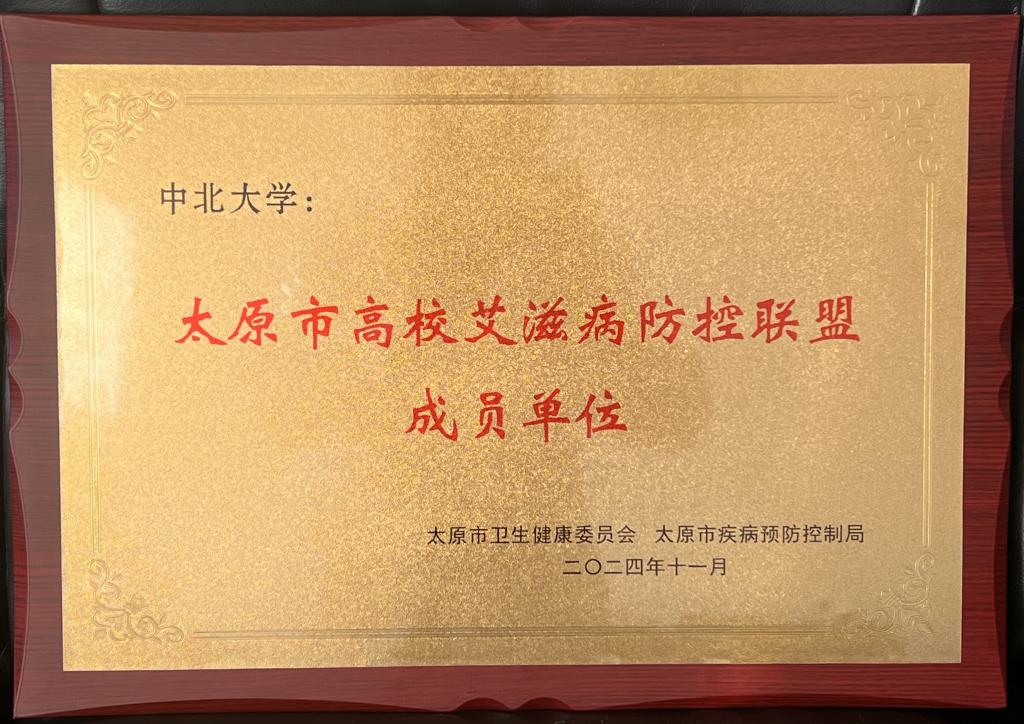 中北大学：
太原市高校艾滋病防控联盟
成员单位
太原市卫生健康委员会 太原市疾病预防控制局
二〇二四年十一月